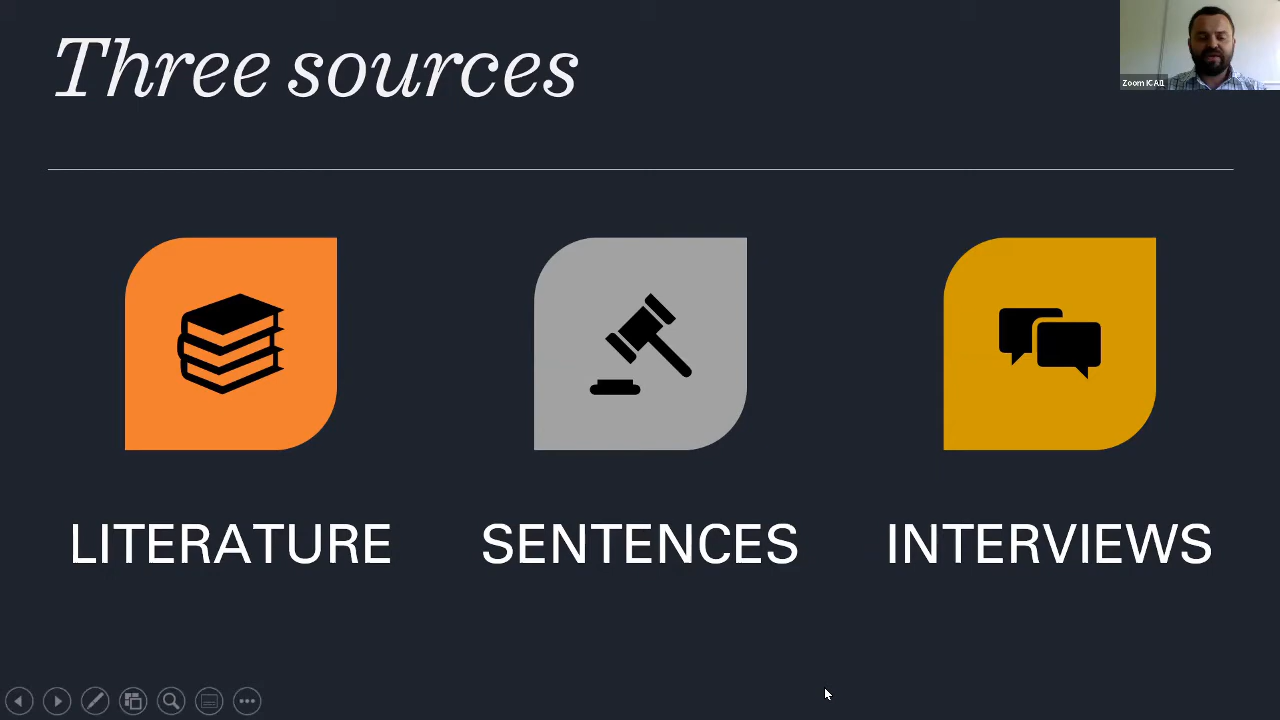 Three sources
Zoom ICAI1
LITERATURE
SENTENCES
INTERVIEWS